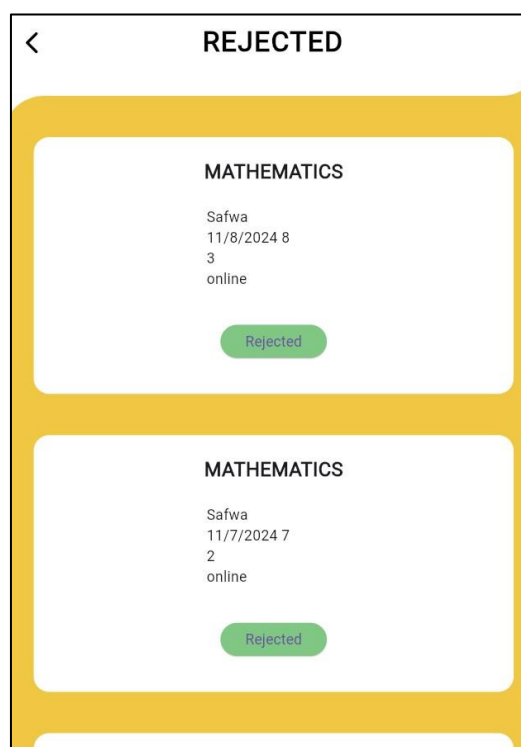 REJECTED
MATHEMATICS
Safwa
11/8/2024 8
3
online
Rejected
MATHEMATICS
Safwa
11/7/2024 7
2
online
Rejected